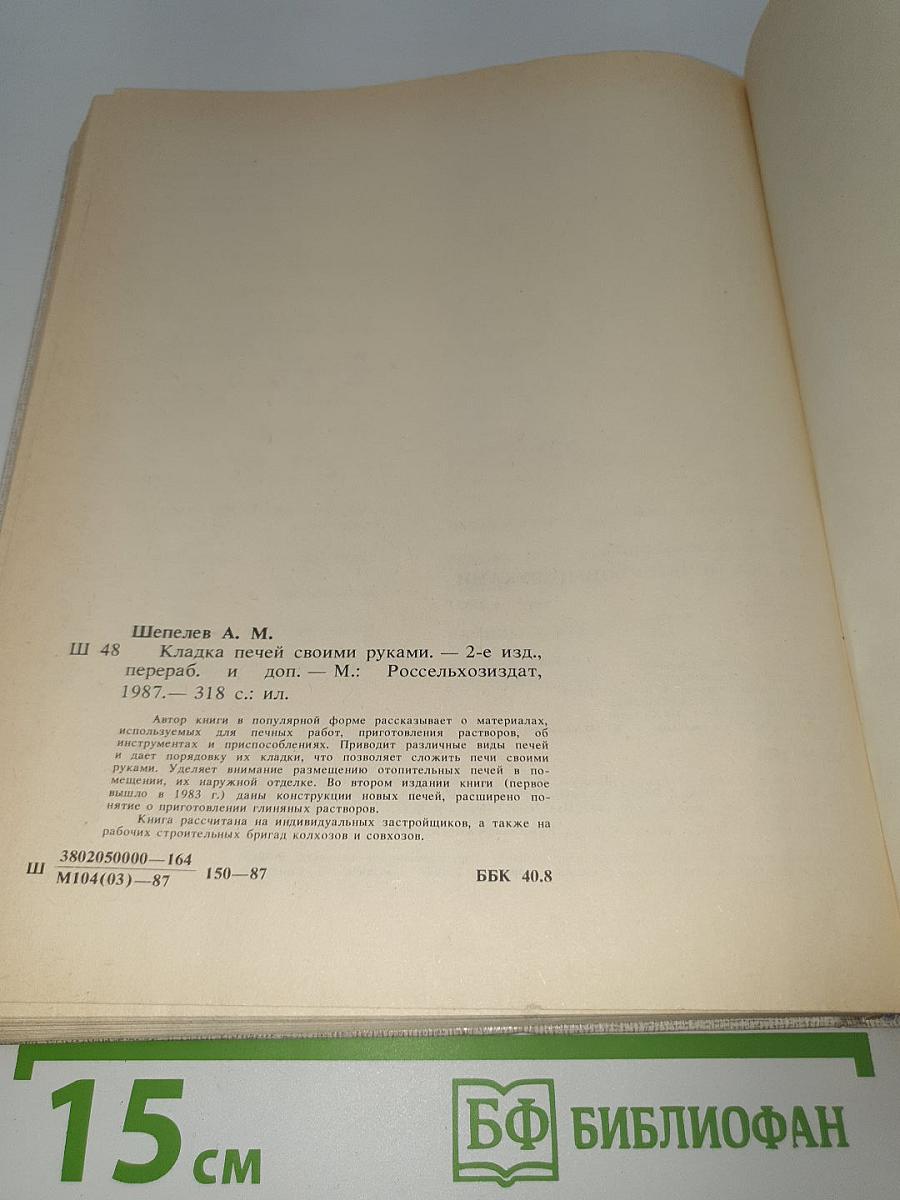 Шепелев А. М.
Ш 48 Кладка печей своими руками. — 2-е изд.,
перераб. и доп. — М.: Россельхозиздат,
1987.— 318 с.: ил.
Автор книги в популярной форме рассказывает о материалах,
используемых для печных работ, приготовления растворов, об
инструментах и приспособлениях. Приводит различные виды печей
и дает порядовку их кладки, что позволяет сложить печи своими
руками. Уделяет внимание размещению отопительных печей в по-
мещении, их наружной отделке. Во втором издании книги (первое
вышло в 1983 г.) даны конструкции новых печей, расширено по-
нятие о приготовлении глиняных растворов.
Книга рассчитана на индивидуальных застройщиков, а также на
рабочих строительных бригад колхозов и совхозов.
Ш 3802050000—164
М104(03)—87 150—87 ББК 40.8
15 см БФ БИБЛИОФАН